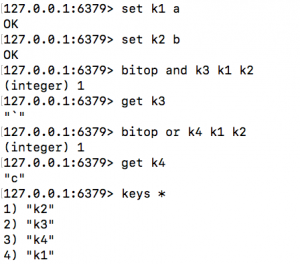 127.0.0.1:6379> set k1 a
OK
127.0.0.1:6379> set k2 b
OK
127.0.0.1:6379> bitop and k3 k1 k2
(integer) 1
127.0.0.1:6379> get k3
"`"
127.0.0.1:6379> bitop or k4 k1 k2
(integer) 1
127.0.0.1:6379> get k4
"c"
127.0.0.1:6379> keys *
1) "k2"
2) "k3"
3) "k4"
4) "k1"